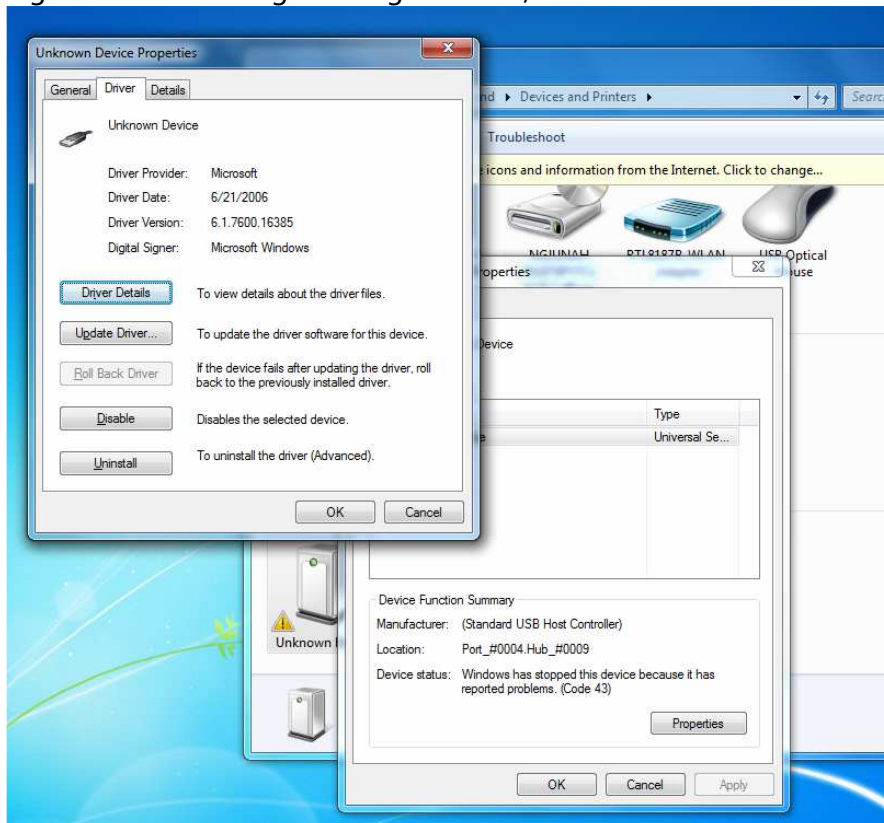 Unknown Device Properties
General Driver Details
Unknown Device
Driver Provider: Microsoft
Driver Date: 6/21/2006
Driver Version: 6.1.7600.16385
Digital Signer: Microsoft Windows
Driver Details To view details about the driver files.
Update Driver... To update the driver software for this device.
Roll Back Driver If the device fails after updating the driver, roll
back to the previously installed driver.
Disable Disables the selected device.
Uninstall To uninstall the driver (Advanced).
OK Cancel
Devices and Printers
Troubleshoot
icons and information from the Internet. Click to change...
Optical
operties
Device
Type
Universal Se...
Unknown
Device Function Summary
Manufacturer: (Standard USB Host Controller)
Location: Port_#0004.Hub_#0009
Device status: Windows has stopped this device because it has
reported problems. (Code 43)
Properties
OK Cancel Apply